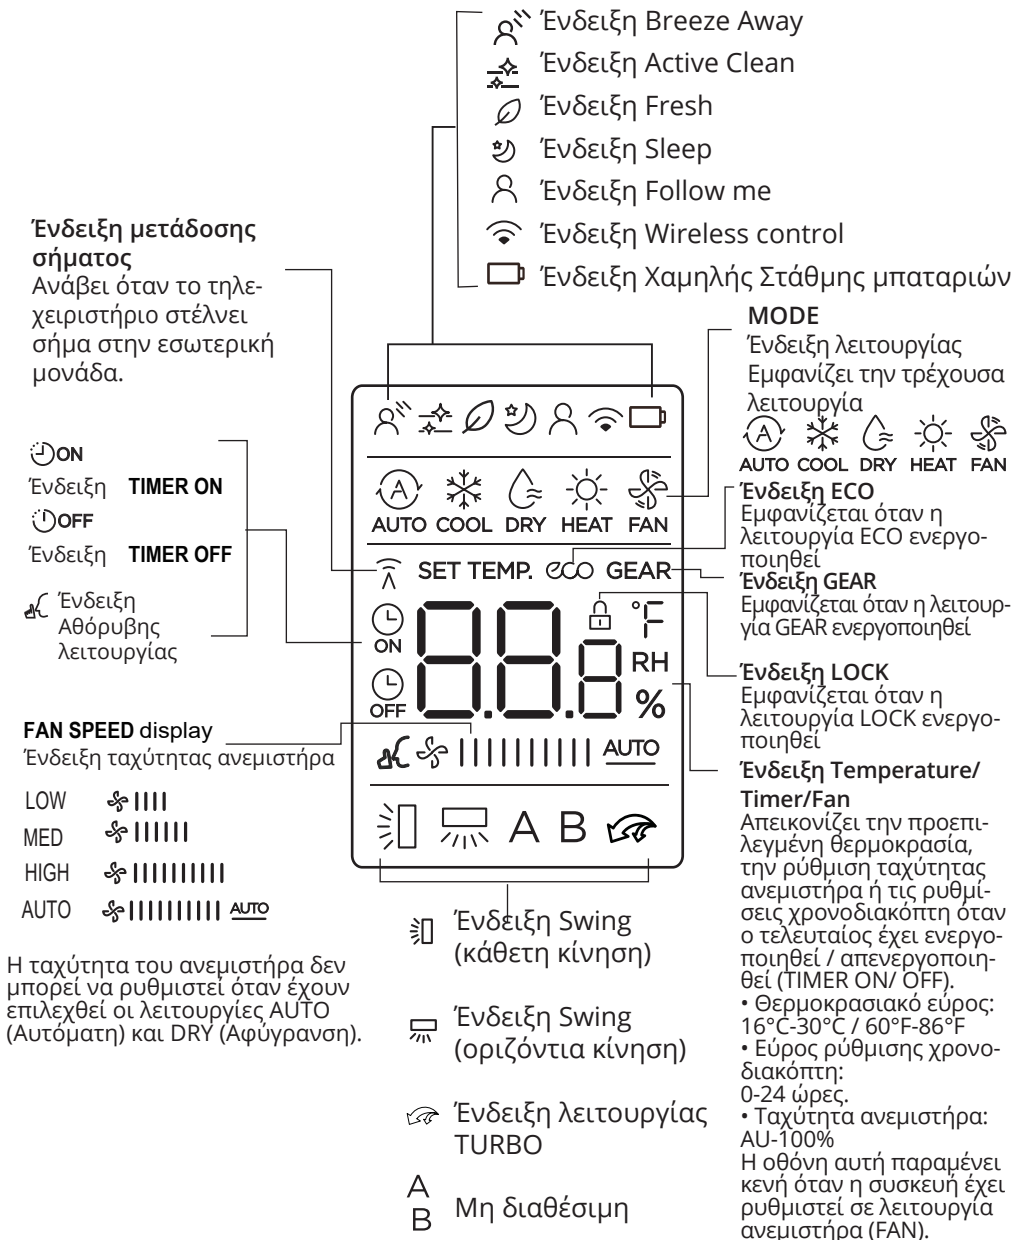 Ένδειξη Breeze Away
Ένδειξη Active Clean
Ένδειξη Fresh
Ένδειξη Sleep
Ένδειξη Follow me
Ένδειξη Wireless control
Ένδειξη Χαμηλής Στάθμης μπαταριών
Ένδειξη μετάδοσης
σήματος
Ανάβει όταν το τηλε-
χειριστήριο στέλνει
σήμα στην εσωτερική
μονάδα.
ON
Ένδειξη TIMER ON
OFF
Ένδειξη TIMER OFF
Ένδειξη
Αθόρυβης
λειτουργίας
FAN SPEED display
Ένδειξη ταχύτητας ανεμιστήρα
LOW
MED
HIGH
AUTO AUTO
Η ταχύτητα του ανεμιστήρα δεν
μπορεί να ρυθμιστεί όταν έχουν
επιλεχθεί οι λειτουργίες AUTO
(Αυτόματη) και DRY (Αφύγρανση).
A
AUTO COOL DRY HEAT FAN
SET TEMP. eco GEAR
ON
OFF
88.8
°F
RH
%
AUTO
A B
Ένδειξη Swing
(κάθετη κίνηση)
Ένδειξη Swing
(οριζόντια κίνηση)
Ένδειξη λειτουργίας
TURBO
A
B
Μη διαθέσιμη
MODE
Ένδειξη λειτουργίας
Εμφανίζει την τρέχουσα
λειτουργία
A
AUTO COOL DRY HEAT FAN
Ένδειξη ECO
Εμφανίζεται όταν η
λειτουργία ECO ενεργο-
ποιηθεί
Ένδειξη GEAR
Εμφανίζεται όταν η λειτουρ-
γία GEAR ενεργοποιηθεί
Ένδειξη LOCK
Εμφανίζεται όταν η
λειτουργία LOCK ενεργο-
ποιηθεί
Ένδειξη Temperature/
Timer/Fan
Απεικονίζει την προεπι-
λεγμένη θερμοκρασία,
την ρύθμιση ταχύτητας
ανεμιστήρα ή τις ρυθμί-
σεις χρονοδιακόπτη όταν
ο τελευταίος έχει ενεργο-
ποιηθεί / απενεργοποιη-
θεί (TIMER ON/ OFF).
• Θερμοκρασιακό εύρος:
16°C-30°C / 60°F-86°F
• Εύρος ρύθμισης χρονο-
διακόπτη:
0-24 ώρες.
• Ταχύτητα ανεμιστήρα:
AU-100%
Η οθόνη αυτή παραμένει
κενή όταν η συσκευή έχει
ρυθμιστεί σε λειτουργία
ανεμιστήρα (FAN).